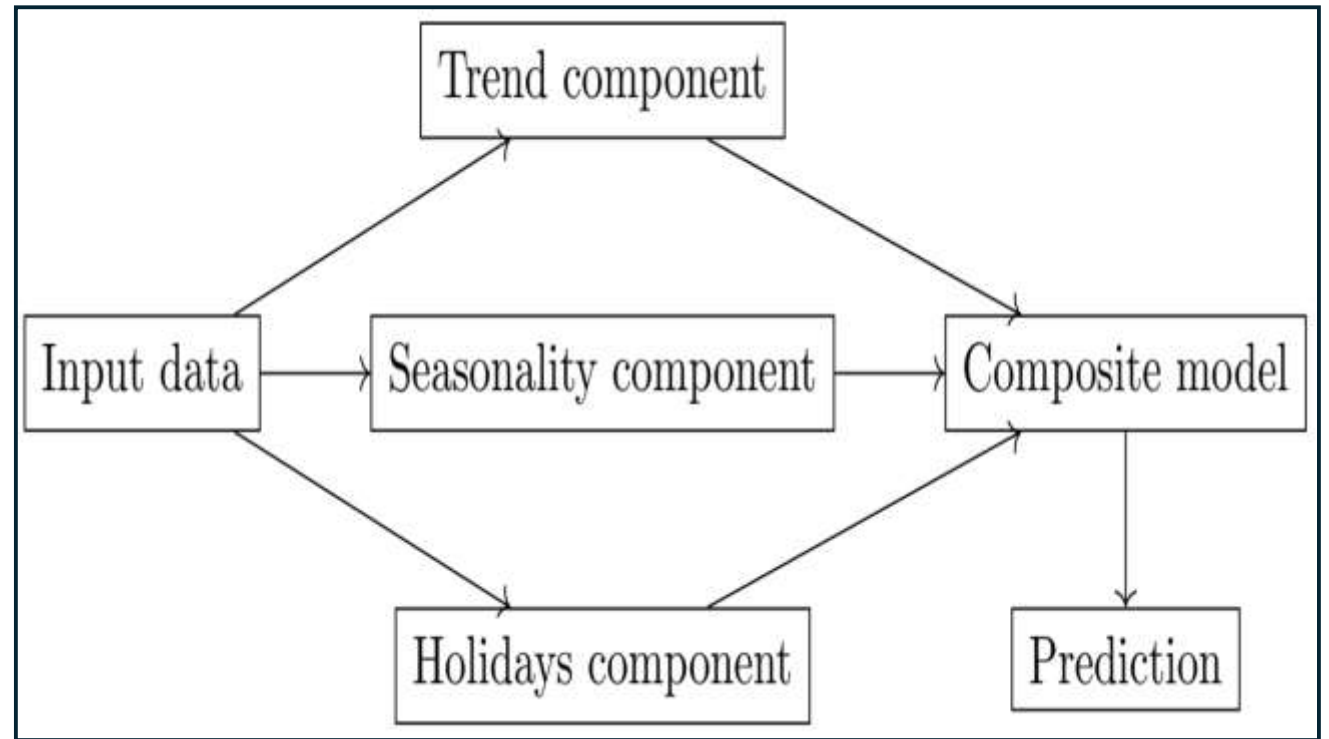 Trend component
Input data
Seasonality component
Composite model
Holidays component
Prediction